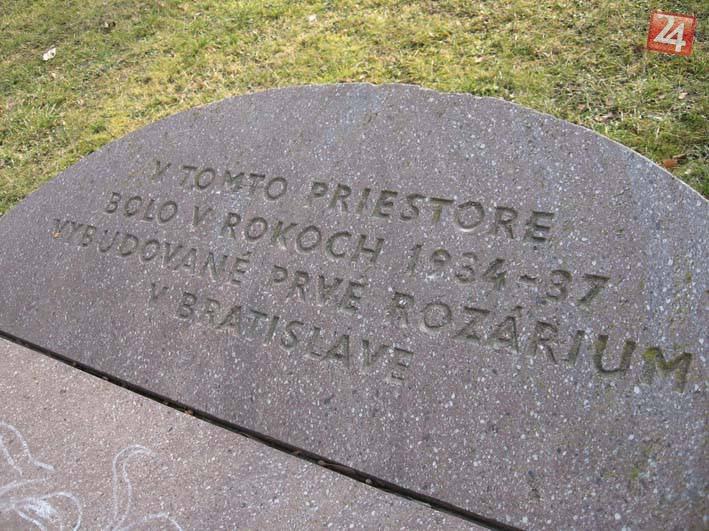 24
V TOMTO PRIESTORE
BOLO V ROKOCH 1934-37
VYBUDOVANÉ PRVÉ ROZÁRIUM
V BRATISLAVE